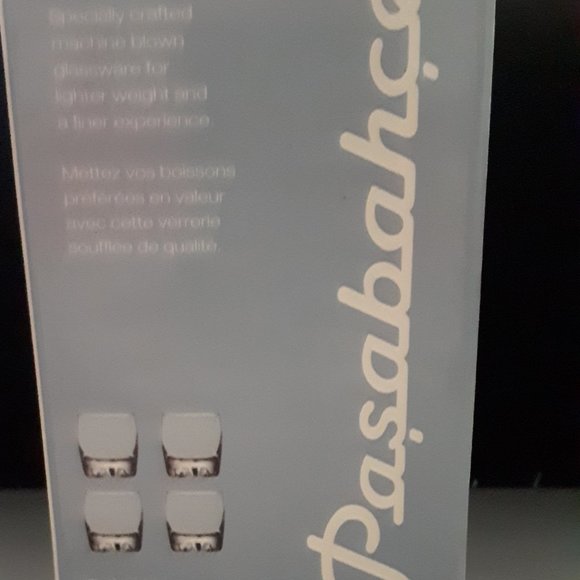 Specially crafted
machine blown
glassware for
lighter weight and
a finer experience.
Mettez vos boissons
préférées en valeur
avec cette verrerie
soufflée de qualité.
Paşabahçe